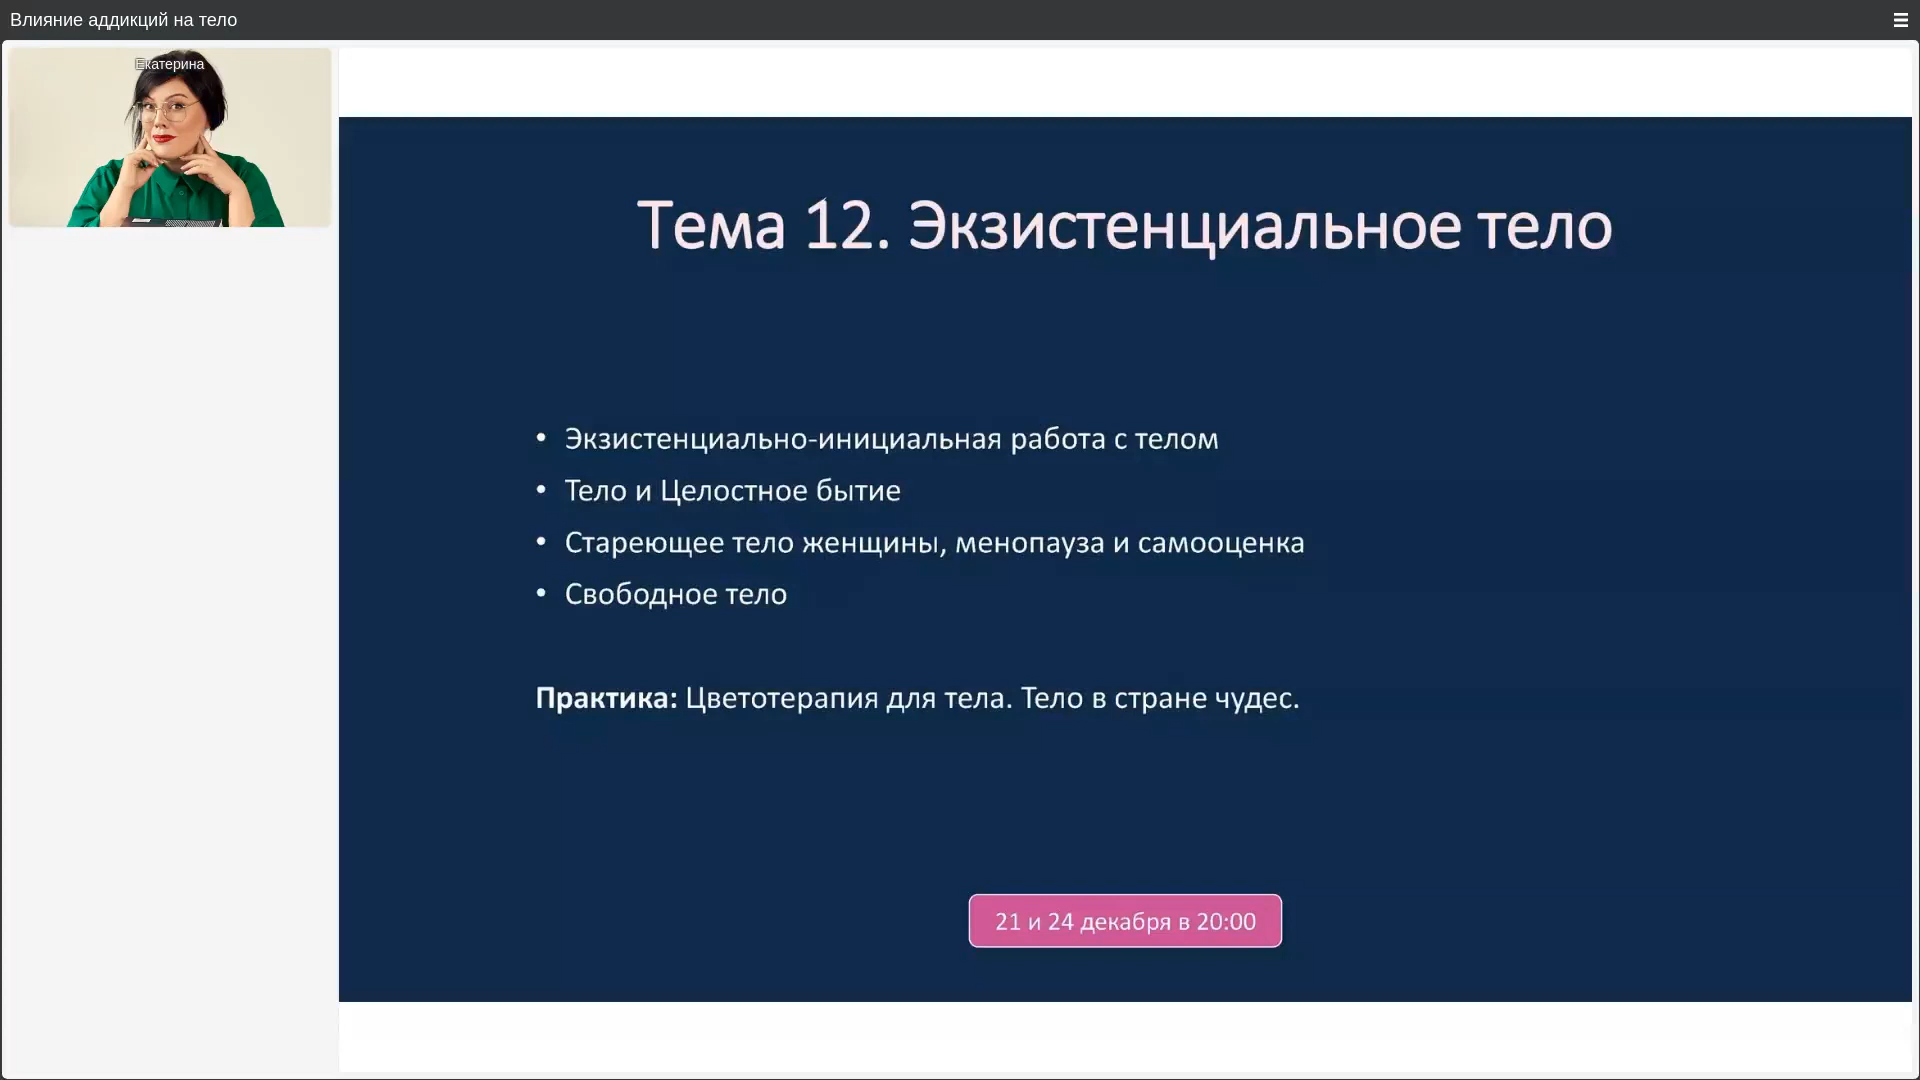 Влияние аддикций на тело
Екатерина
Тема 12. Экзистенциальное тело
• Экзистенциально-инициальная работа с телом
• Тело и Целостное бытие
• Стареющее тело женщины, менопауза и самооценка
• Свободное тело
Практика: Цветотерапия для тела. Тело в стране чудес.
21 и 24 декабря в 20:00